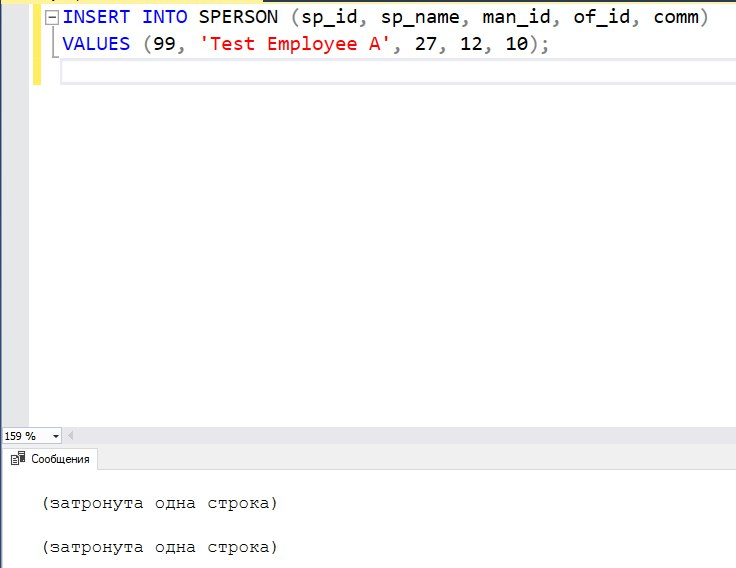 INSERT INTO SPERSON (sp_id, sp_name, man_id, of_id, comm)
VALUES (99, 'Test Employee A', 27, 12, 10);
159 %
Сообщения
(затронута одна строка)
(затронута одна строка)